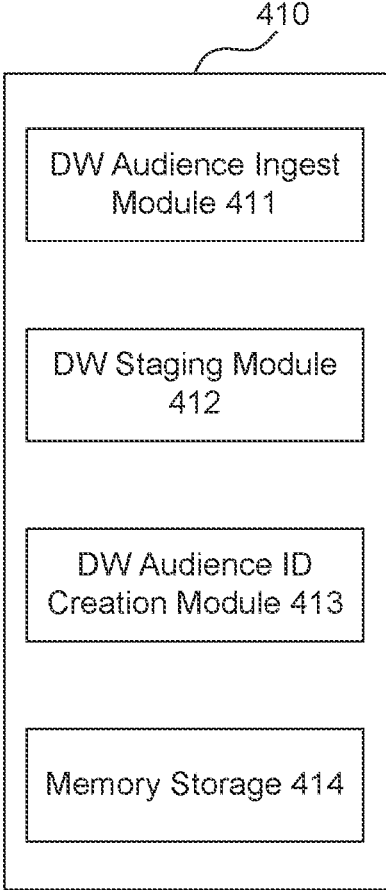 410
DW Audience Ingest
Module 411
DW Staging Module
412
DW Audience ID
Creation Module 413
Memory Storage 414